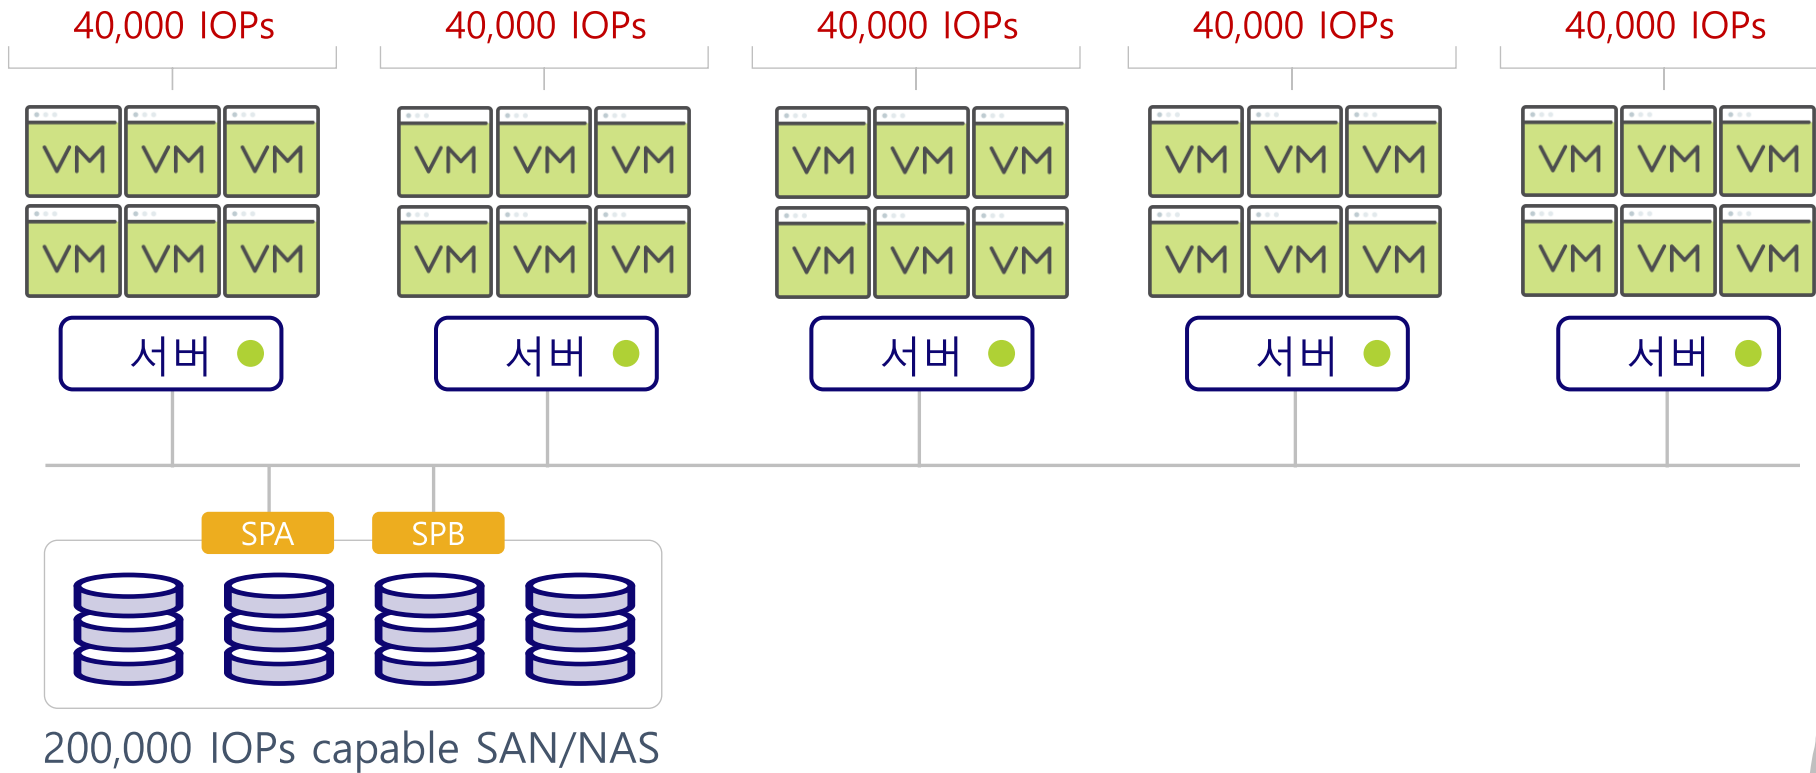 40,000 IOPs 40,000 IOPs 40,000 IOPs 40,000 IOPs 40,000 IOPs
VM VM VM VM VM VM VM VM VM VM VM VM VM VM VM
VM VM VM VM VM VM VM VM VM VM VM VM VM VM VM
서버 서버 서버 서버 서버
SPA SPB
200,000 IOPs capable SAN/NAS